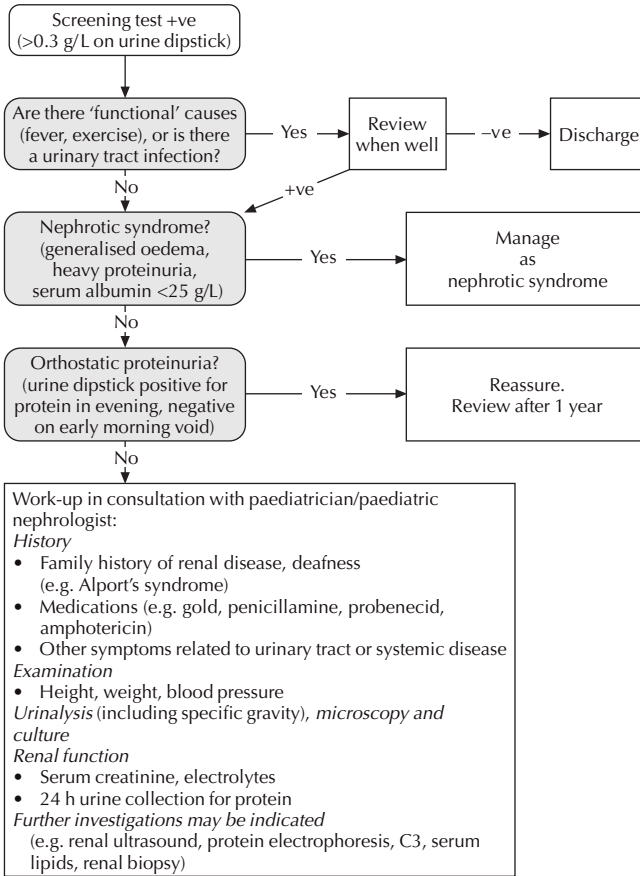 Screening test +ve
(>0.3 g/L on urine dipstick)
Are there ‘functional’ causes
(fever, exercise), or is there
a urinary tract infection?
Yes
Review
when well
–ve
Discharge
No
+ve
Nephrotic syndrome?
(generalised oedema,
heavy proteinuria,
serum albumin <25 g/L)
Yes
Manage
as
nephrotic syndrome
No
Orthostatic proteinuria?
(urine dipstick positive for
protein in evening, negative
on early morning void)
Yes
Reassure.
Review after 1 year
No
Work-up in consultation with paediatrician/paediatric
nephrologist:
History
• Family history of renal disease, deafness
(e.g. Alport’s syndrome)
• Medications (e.g. gold, penicillamine, probenecid,
amphotericin)
• Other symptoms related to urinary tract or systemic disease
Examination
• Height, weight, blood pressure
Urinalysis (including specific gravity), microscopy and
culture
Renal function
• Serum creatinine, electrolytes
• 24 h urine collection for protein
Further investigations may be indicated
(e.g. renal ultrasound, protein electrophoresis, C3, serum
lipids, renal biopsy)